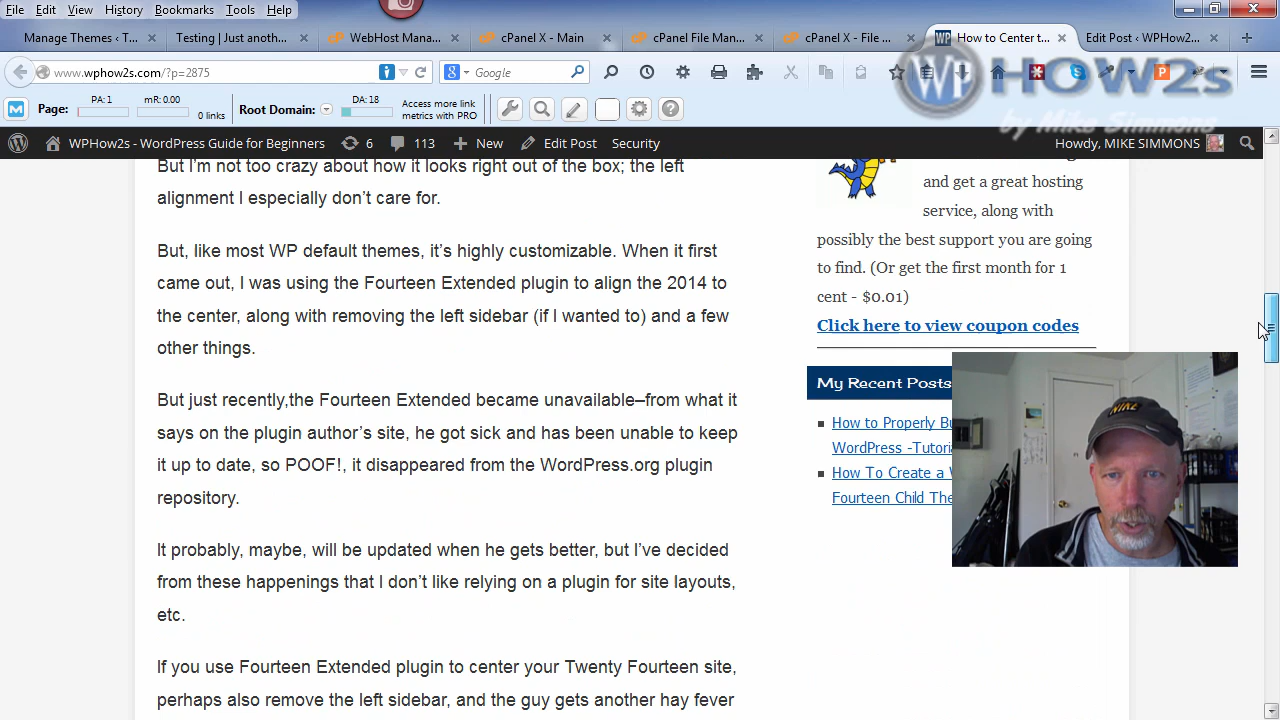 File Edit View History Bookmarks Tools Help
Manage Themes ‹ T... Testing | Just anoth... WebHost Mana... cPanel X - Main cPanel File Man... cPanel X - File ... How to Center t... Edit Post ‹ WPHow2...
www.wphow2s.com/?p=2875 Google
WP HOW2s
by Mike Simmons
Page: PA: 1 mR: 0.00 0 links Root Domain: DA: 18 Access more link metrics with PRO
WPHow2s - WordPress Guide for Beginners 6 113 New Edit Post Security Howdy, MIKE SIMMONS
But I'm not too crazy about how it looks right out of the box; the left
alignment I especially don't care for.
But, like most WP default themes, it's highly customizable. When it first
came out, I was using the Fourteen Extended plugin to align the 2014 to
the center, along with removing the left sidebar (if I wanted to) and a few
other things.
But just recently,the Fourteen Extended became unavailable–from what it
says on the plugin author's site, he got sick and has been unable to keep
it up to date, so POOF!, it disappeared from the WordPress.org plugin
repository.
It probably, maybe, will be updated when he gets better, but I've decided
from these happenings that I don't like relying on a plugin for site layouts,
etc.
If you use Fourteen Extended plugin to center your Twenty Fourteen site,
perhaps also remove the left sidebar, and the guy gets another hay fever
and get a great hosting
service, along with
possibly the best support you are going
to find. (Or get the first month for 1
cent - $0.01)
Click here to view coupon codes
My Recent Posts
How to Properly Bu
WordPress -Tutori
How To Create a
Fourteen Child The
NIKE